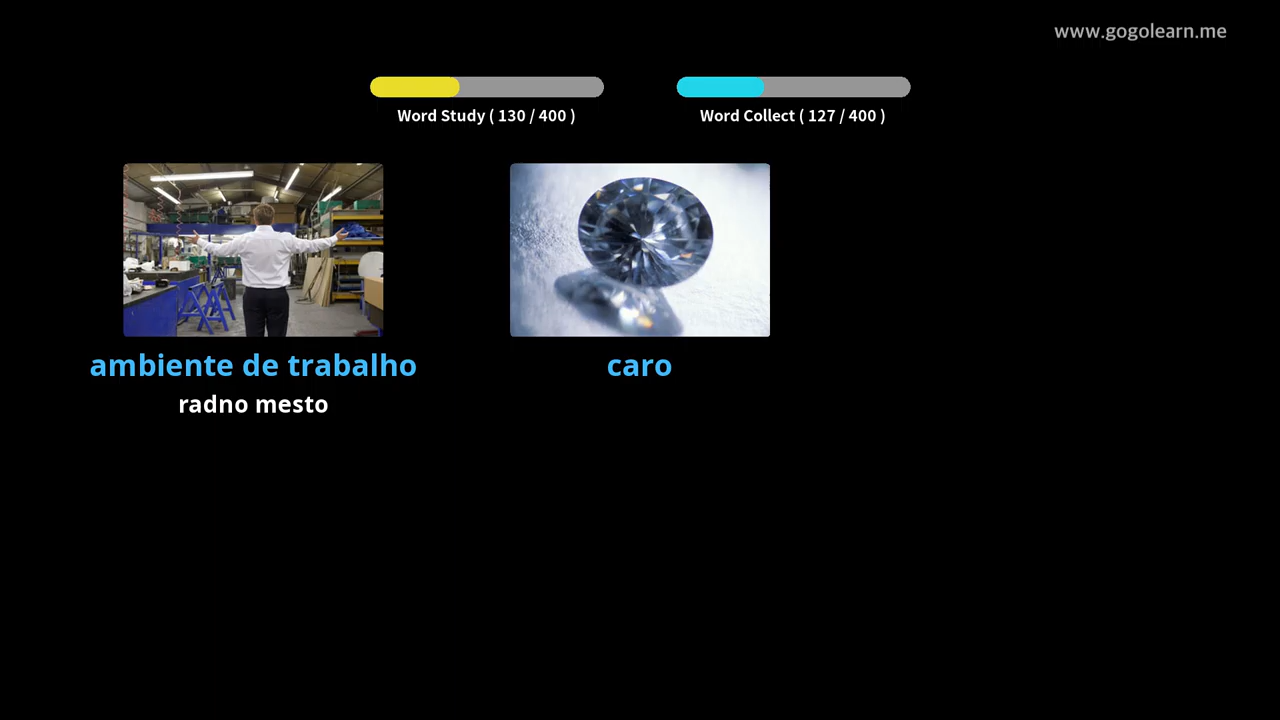 www.gogolearn.me
Word Study ( 130 / 400 )
Word Collect ( 127 / 400 )
ambiente de trabalho
caro
radno mesto